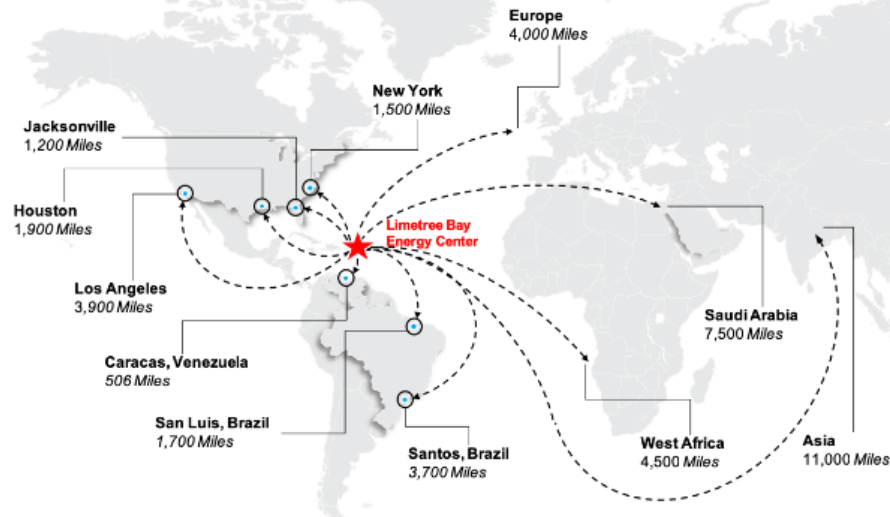 Europe
4,000 Miles
New York
1,500 Miles
Jacksonville
1,200 Miles
Houston
1,900 Miles
Limetree Bay
Energy Center
Los Angeles
3,900 Miles
Saudi Arabia
7,500 Miles
Caracas, Venezuela
506 Miles
San Luis, Brazil
1,700 Miles
Santos, Brazil
3,700 Miles
West Africa
4,500 Miles
Asia
11,000 Miles